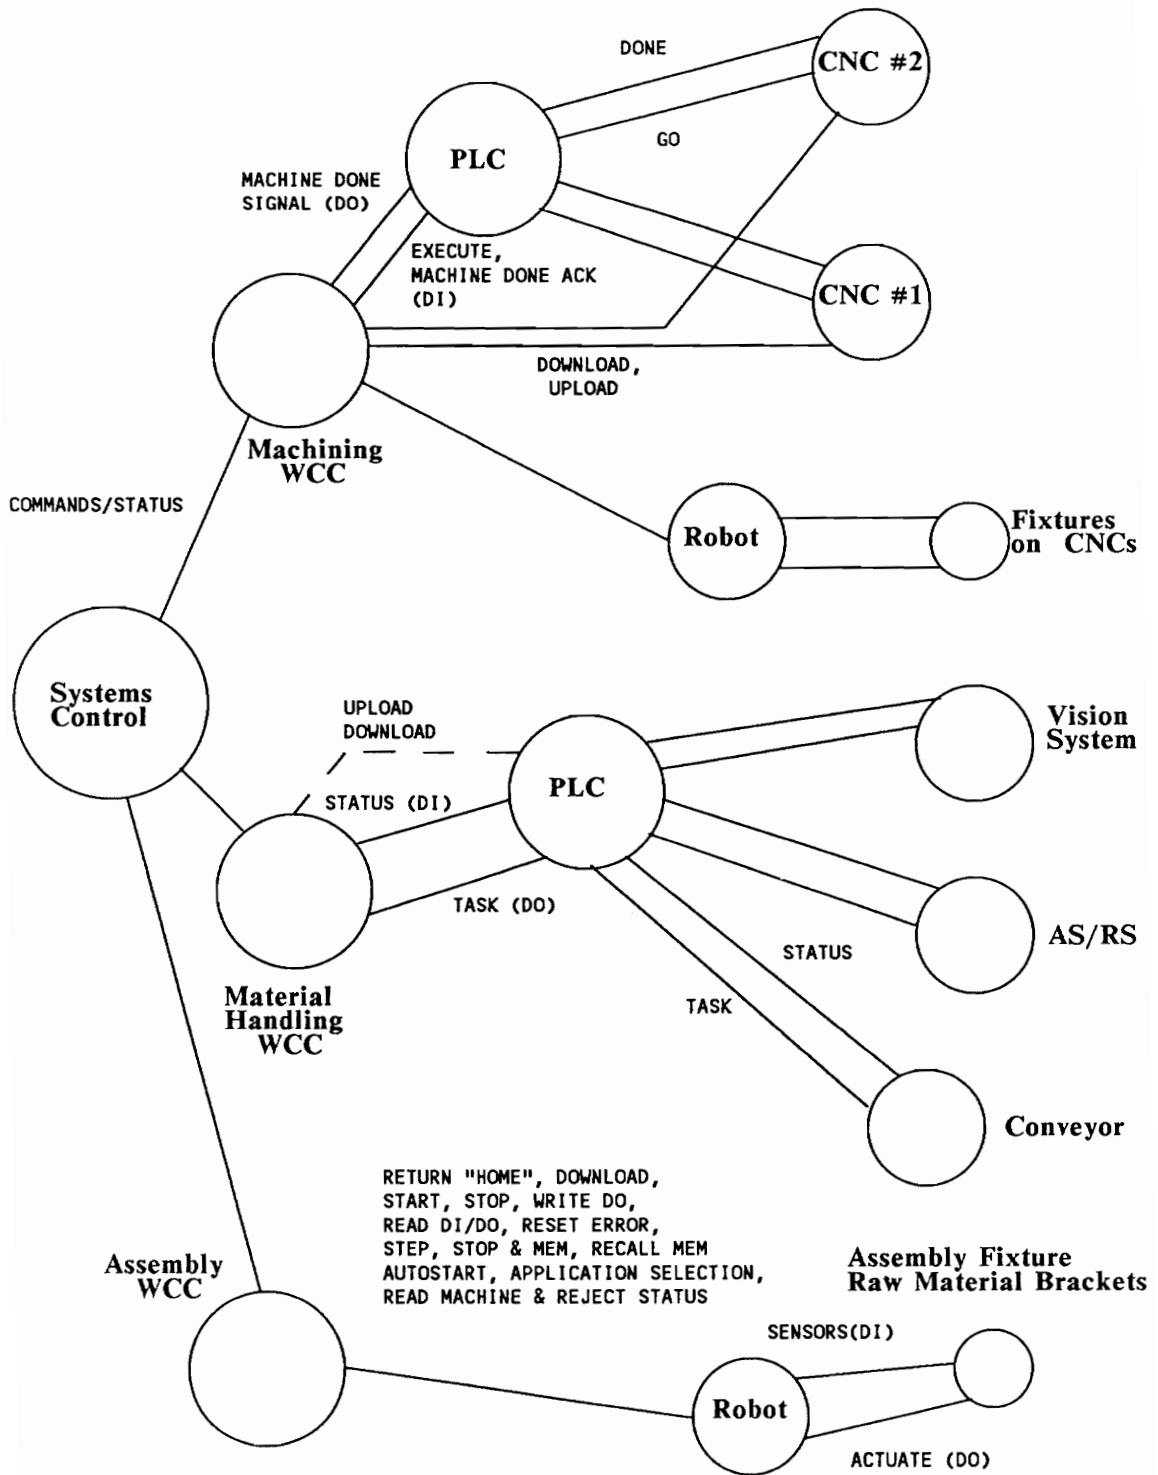 DONE
CNC #2
GO
PLC
MACHINE DONE
SIGNAL (DO)
EXECUTE,
MACHINE DONE ACK
(DI)
CNC #1
DOWNLOAD,
UPLOAD
Machining
WCC
COMMANDS/STATUS
Robot
Fixtures
on CNCs
Systems
Control
UPLOAD
DOWNLOAD
STATUS (DI)
PLC
Vision
System
TASK (DO)
AS/RS
STATUS
TASK
Material
Handling
WCC
Conveyor
RETURN "HOME", DOWNLOAD,
START, STOP, WRITE DO,
READ DI/DO, RESET ERROR,
STEP, STOP & MEM, RECALL MEM
AUTOSTART, APPLICATION SELECTION,
READ MACHINE & REJECT STATUS
Assembly
WCC
Assembly Fixture
Raw Material Brackets
SENSORS(DI)
Robot
ACTUATE (DO)